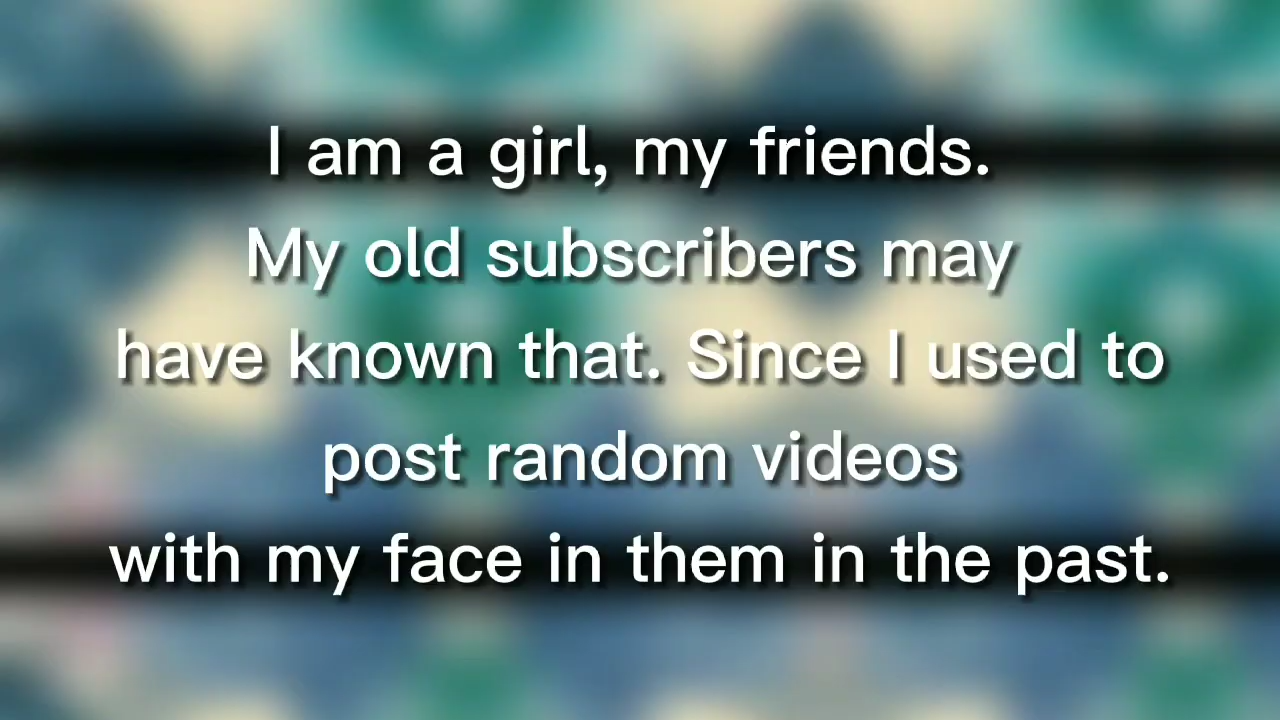 I am a girl, my friends.
My old subscribers may
have known that. Since I used to
post random videos
with my face in them in the past.